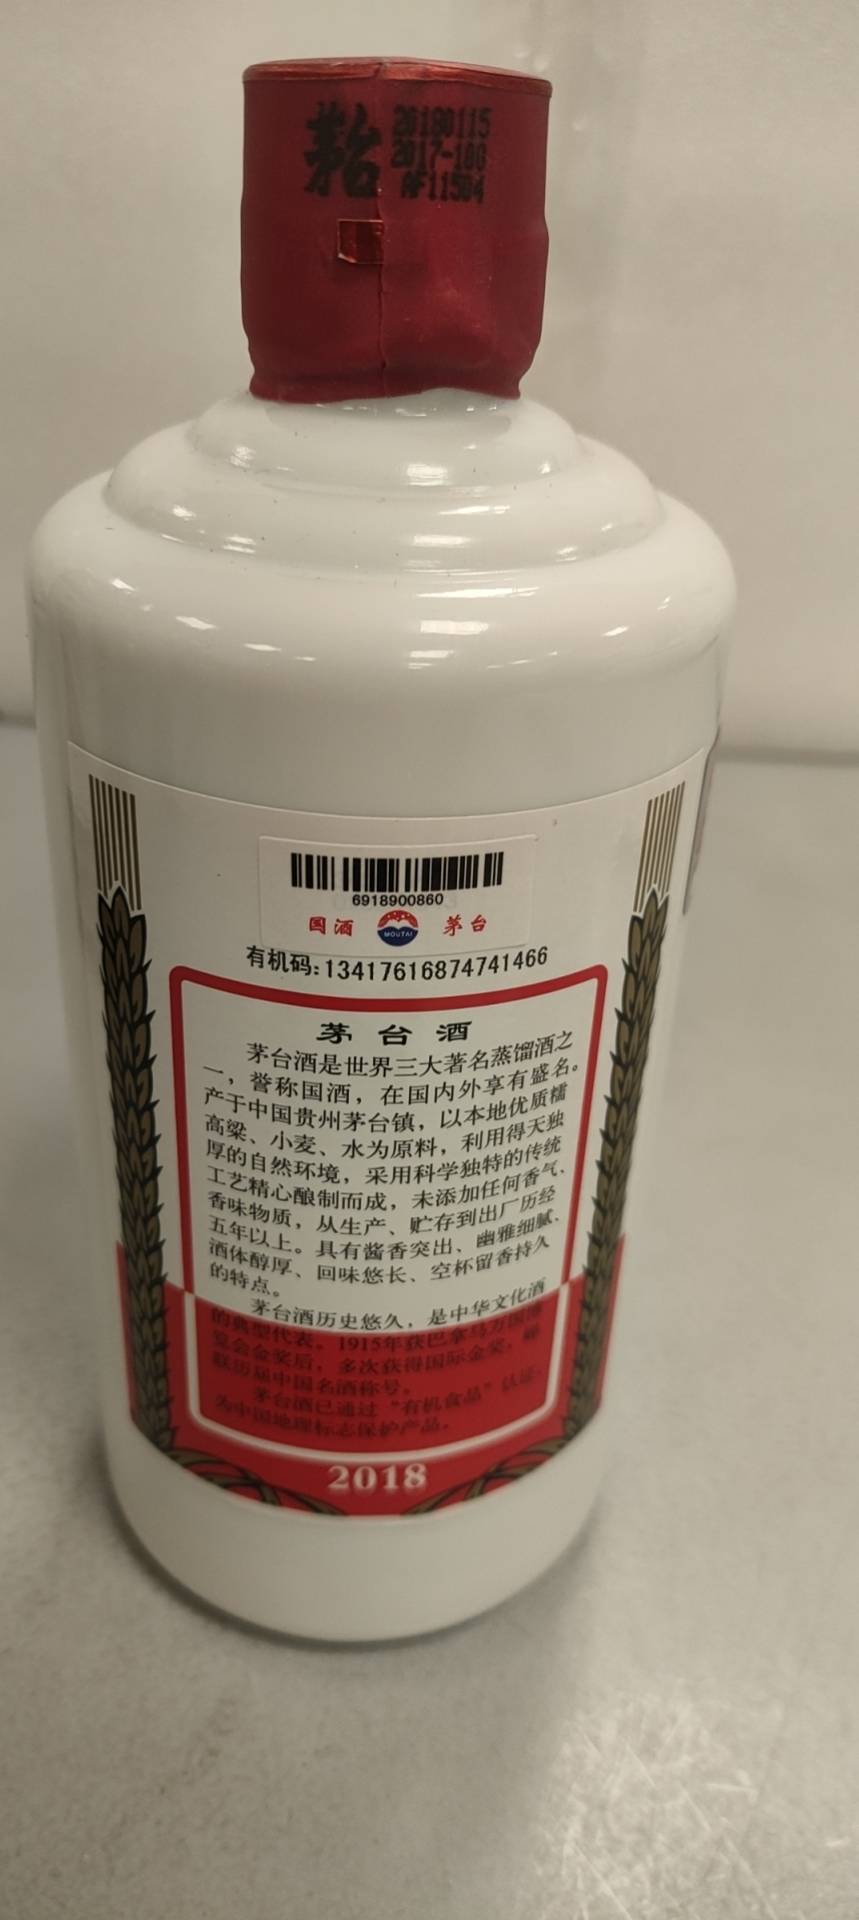 茅台
20180115
2017-100
AF11504
6918900860
国酒
MOUTAI
茅台
有机码:13417616874741466
茅台酒
茅台酒是世界三大著名蒸馏酒之
一，誉称国酒，在国内外享有盛名。
产于中国贵州茅台镇，以本地优质糯
高粱、小麦、水为原料，利用得天独
厚的自然环境，采用科学独特的传统
工艺精心酿制而成，未添加任何香气、
香味物质，从生产、贮存到出厂历经
五年以上。具有酱香突出、幽雅细腻、
酒体醇厚、回味悠长、空杯留香持久
的特点。
茅台酒历史悠久，是中华文化酒
的典型代表。1915年获巴拿马万国博
览会金奖后，多次获得国际金奖，蝉
联历届中国名酒称号。
茅台酒已通过“有机食品”认证，
为中国地理标志保护产品。
2018